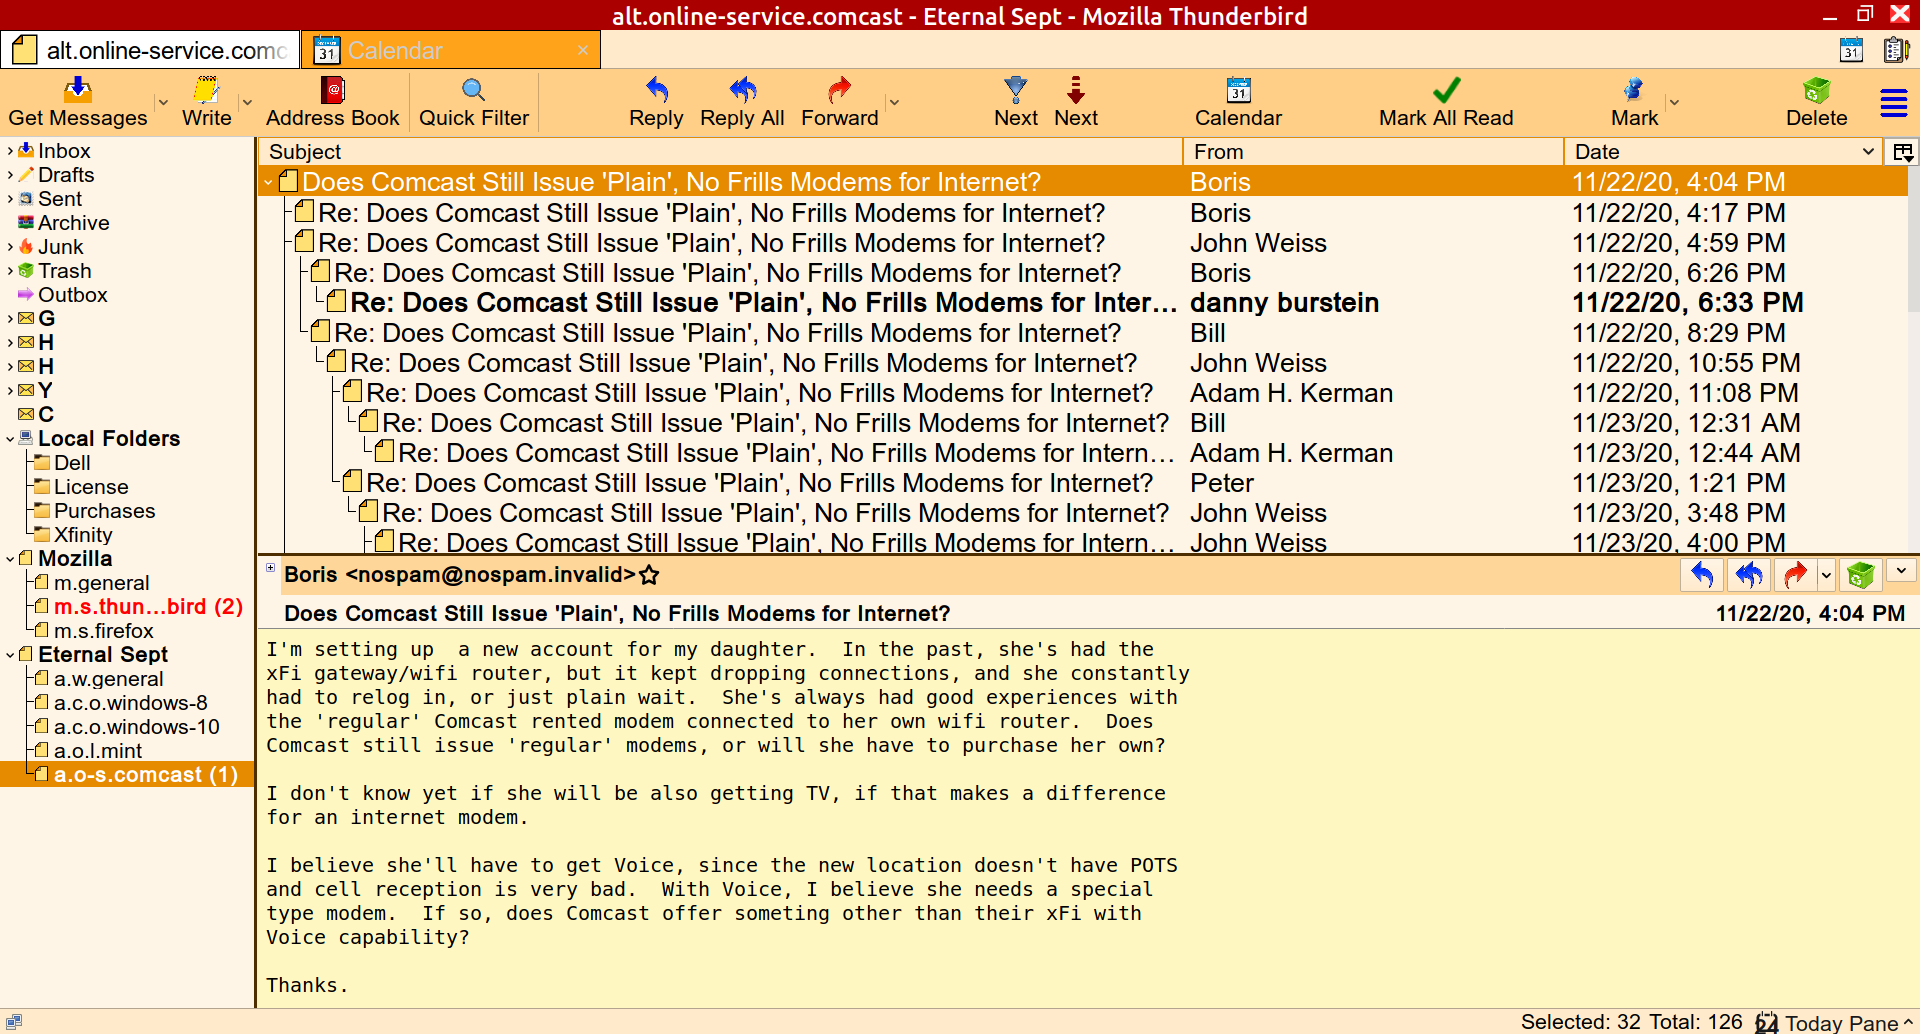 alt.online-service.comcast - Eternal Sept - Mozilla Thunderbird
alt.online-service.comc
31 Calendar ×
31
Get Messages Write Address Book Quick Filter Reply Reply All Forward Next Next Calendar Mark All Read Mark Delete
Subject From Date
Inbox
Drafts
Sent
Archive
Junk
Trash
Outbox
G
H
H
Y
C
Local Folders
Dell
License
Purchases
Xfinity
Mozilla
m.general
m.s.thun...bird (2)
m.s.firefox
Eternal Sept
a.w.general
a.c.o.windows-8
a.c.o.windows-10
a.o.l.mint
a.o-s.comcast (1)
Does Comcast Still Issue 'Plain', No Frills Modems for Internet? Boris 11/22/20, 4:04 PM
Re: Does Comcast Still Issue 'Plain', No Frills Modems for Internet? Boris 11/22/20, 4:17 PM
Re: Does Comcast Still Issue 'Plain', No Frills Modems for Internet? John Weiss 11/22/20, 4:59 PM
Re: Does Comcast Still Issue 'Plain', No Frills Modems for Internet? Boris 11/22/20, 6:26 PM
Re: Does Comcast Still Issue 'Plain', No Frills Modems for Inter... danny burstein 11/22/20, 6:33 PM
Re: Does Comcast Still Issue 'Plain', No Frills Modems for Internet? Bill 11/22/20, 8:29 PM
Re: Does Comcast Still Issue 'Plain', No Frills Modems for Internet? John Weiss 11/22/20, 10:55 PM
Re: Does Comcast Still Issue 'Plain', No Frills Modems for Internet? Adam H. Kerman 11/22/20, 11:08 PM
Re: Does Comcast Still Issue 'Plain', No Frills Modems for Internet? Bill 11/23/20, 12:31 AM
Re: Does Comcast Still Issue 'Plain', No Frills Modems for Intern... Adam H. Kerman 11/23/20, 12:44 AM
Re: Does Comcast Still Issue 'Plain', No Frills Modems for Internet? Peter 11/23/20, 1:21 PM
Re: Does Comcast Still Issue 'Plain', No Frills Modems for Internet? John Weiss 11/23/20, 3:48 PM
Re: Does Comcast Still Issue 'Plain', No Frills Modems for Intern... John Weiss 11/23/20, 4:00 PM
Boris <nospam@nospam.invalid>
Does Comcast Still Issue 'Plain', No Frills Modems for Internet? 11/22/20, 4:04 PM
I'm setting up  a new account for my daughter.  In the past, she's had the
xFi gateway/wifi router, but it kept dropping connections, and she constantly
had to relog in, or just plain wait.  She's always had good experiences with
the 'regular' Comcast rented modem connected to her own wifi router.  Does
Comcast still issue 'regular' modems, or will she have to purchase her own?
I don't know yet if she will be also getting TV, if that makes a difference
for an internet modem.
I believe she'll have to get Voice, since the new location doesn't have POTS
and cell reception is very bad.  With Voice, I believe she needs a special
type modem.  If so, does Comcast offer someting other than their xFi with
Voice capability?
Thanks.
Selected: 32 Total: 126 24 Today Pane